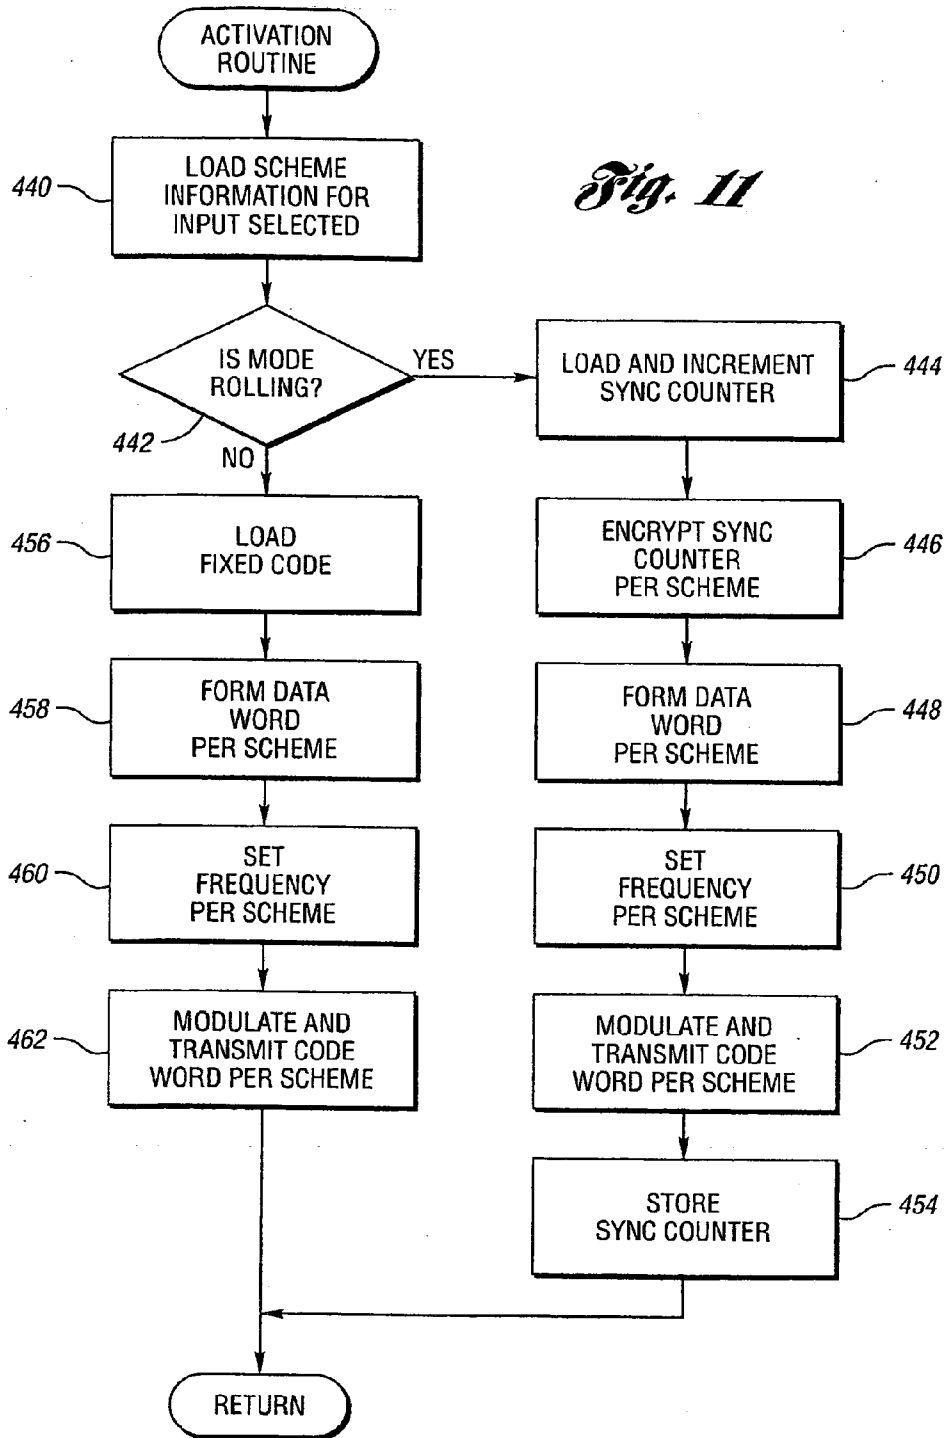 ACTIVATION
ROUTINE
440
LOAD SCHEME
INFORMATION FOR
INPUT SELECTED
Fig. 11
IS MODE
ROLLING?
442
YES
NO
LOAD AND INCREMENT
SYNC COUNTER
444
456
LOAD
FIXED CODE
ENCRYPT SYNC
COUNTER
PER SCHEME
446
458
FORM DATA
WORD
PER SCHEME
FORM DATA
WORD
PER SCHEME
448
460
SET
FREQUENCY
PER SCHEME
SET
FREQUENCY
PER SCHEME
450
462
MODULATE AND
TRANSMIT CODE
WORD PER SCHEME
MODULATE AND
TRANSMIT CODE
WORD PER SCHEME
452
STORE
SYNC COUNTER
454
RETURN